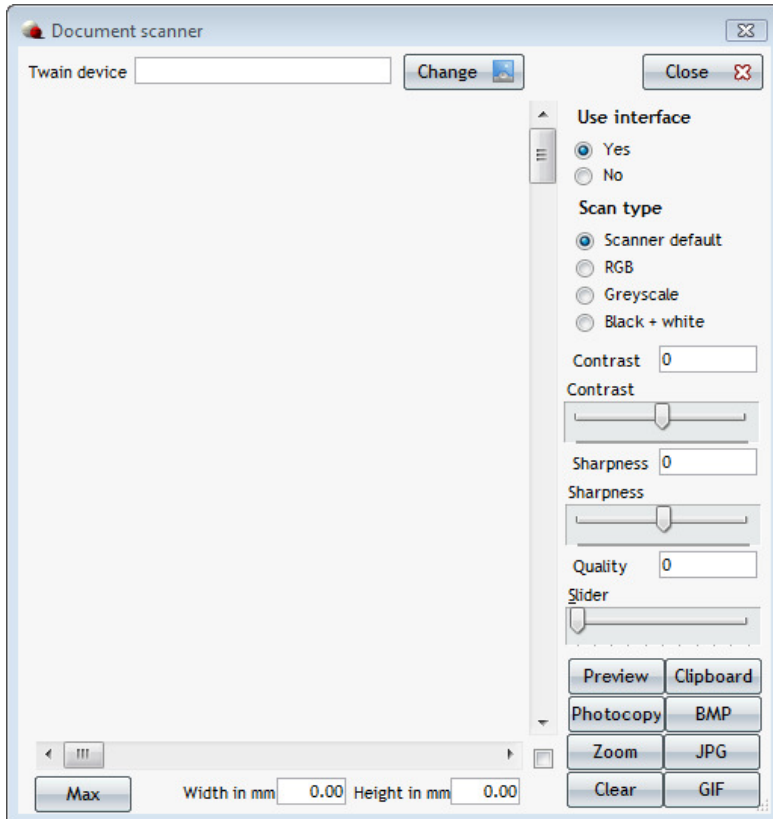 Document scanner
Twain device Change Close
Use interface
Yes
No
Scan type
Scanner default
RGB
Greyscale
Black + white
Contrast 0
Contrast
Sharpness 0
Sharpness
Quality 0
Slider
Preview Clipboard
Photocopy BMP
Zoom JPG
Clear GIF
Max Width in mm 0.00 Height in mm 0.00